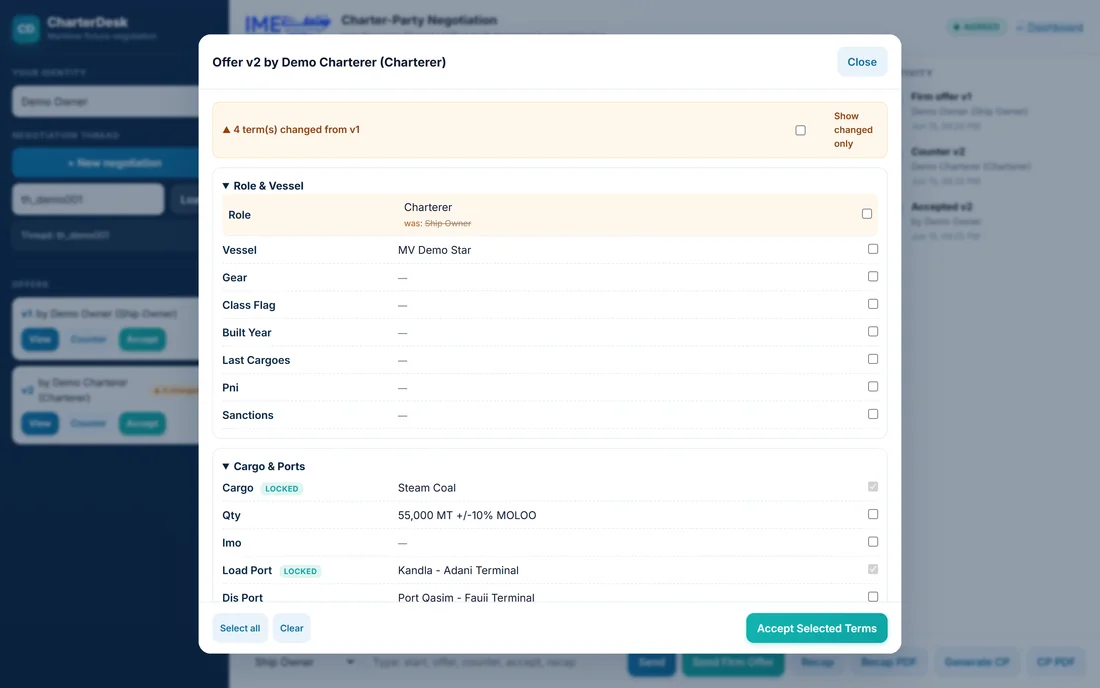 CD
CharterDesk
Maritime fixture negotiation
YOUR IDENTITY
Demo Owner
NEGOTIATION THREAD
+ New negotiation
th_demo001
Thread: th_demo001
OFFERS
v1 by Demo Owner (Ship Owner)
View
Counter
Accept
v2
by Demo Charterer
(Charterer)
View
Counter
Accept
Charter-Party Negotiation
AGREED
Dashboard
Offer v2 by Demo Charterer (Charterer)
Close
▲ 4 term(s) changed from v1
Show
changed
only
▼ Role & Vessel
Role
Charterer
was: Ship Owner
Vessel
MV Demo Star
Gear
—
Class Flag
—
Built Year
—
Last Cargoes
—
Pni
—
Sanctions
—
▼ Cargo & Ports
Cargo LOCKED
Steam Coal
Qty
55,000 MT +/-10% MOLOO
Imo
—
Load Port LOCKED
Kandla - Adani Terminal
Dis Port
Port Qasim - Fauji Terminal
Select all
Clear
Accept Selected Terms
Firm offer v1
Demo Owner (Ship Owner)
Counter v2
Demo Charterer (Charterer)
Accepted v2
by Demo Owner
Ship Owner
Type: start, offer, counter, accept, recap
Send
Send Firm Offer
Recap
Recap PDF
Generate CP
CP PDF